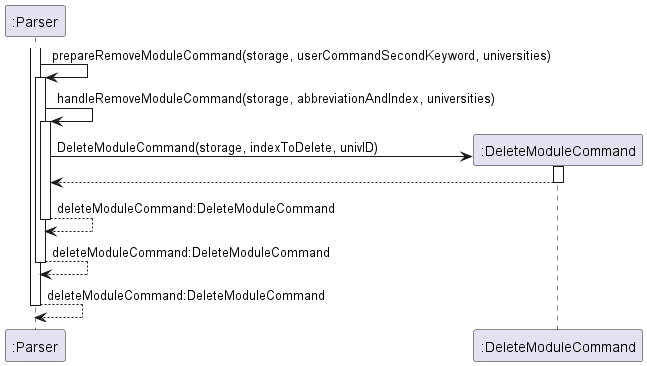 :Parser
prepareRemoveModuleCommand(storage, userCommandSecondKeyword, universities)
handleRemoveModuleCommand(storage, abbreviationAndIndex, universities)
DeleteModuleCommand(storage, indexToDelete, univID)
:DeleteModuleCommand
deleteModuleCommand:DeleteModuleCommand
deleteModuleCommand:DeleteModuleCommand
deleteModuleCommand:DeleteModuleCommand
:Parser
:DeleteModuleCommand